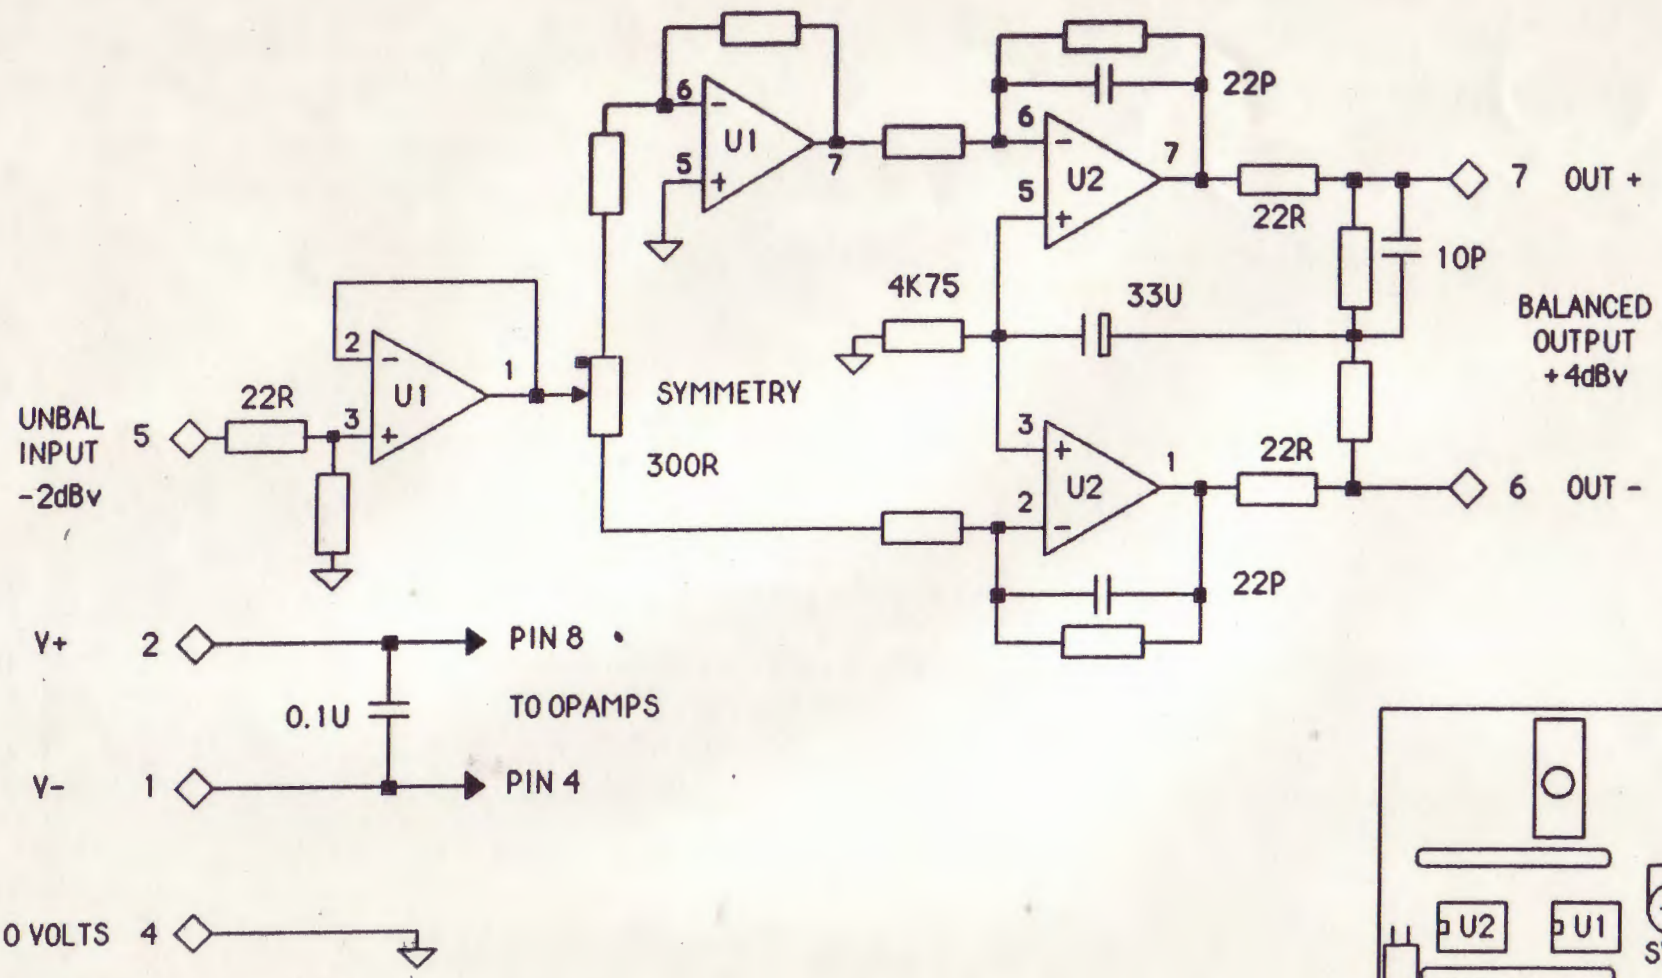 6
U1
5
7
22P
6
U2
7
5
22R
7 OUT +
10P
4K75
33U
BALANCED
OUTPUT
+4dBv
2
U1
1
3
22R
UNBAL
INPUT
-2dBv
5
SYMMETRY
300R
3
U2
1
2
22R
6 OUT -
22P
V+ 2
PIN 8
0.1U
TO OPAMPS
V- 1
PIN 4
0 VOLTS 4
U2
U1